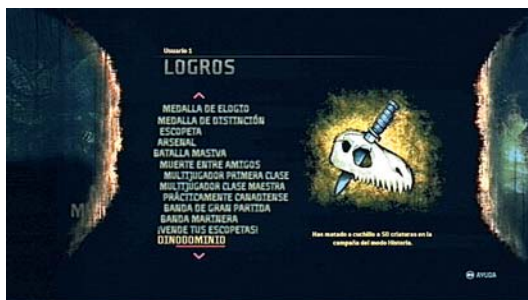 Usuario 1
LOGROS
MEDALLA DE ELOGIO
MEDALLA DE DISTINCIÓN
ESCOPETA
ARSENAL
BATALLA MASIVA
MUERTE ENTRE AMIGOS
MULTIJUGADOR PRIMERA CLASE
MULTIJUGADOR CLASE MAESTRA
PRÁCTICAMENTE CANADIENSE
BANDA DE GRAN PARTIDA
BANDA MARINERA
¡VENDE TUS ESCOPETAS!
DINODOMINIO
Has matado a cuchillo a 50 criaturas en la
campaña del modo Historia.
AYUDA